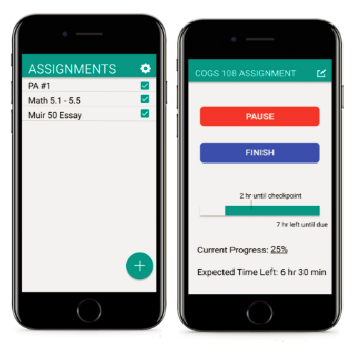 ASSIGNMENTS
PA #1
Math 5.1 - 5.5
Muir 50 Essay
+
COGS 108 ASSIGNMENT
PAUSE
FINISH
2 hr until checkpoint
7 hr left until due
Current Progress: 25%
Expected Time Left: 6 hr 30 min